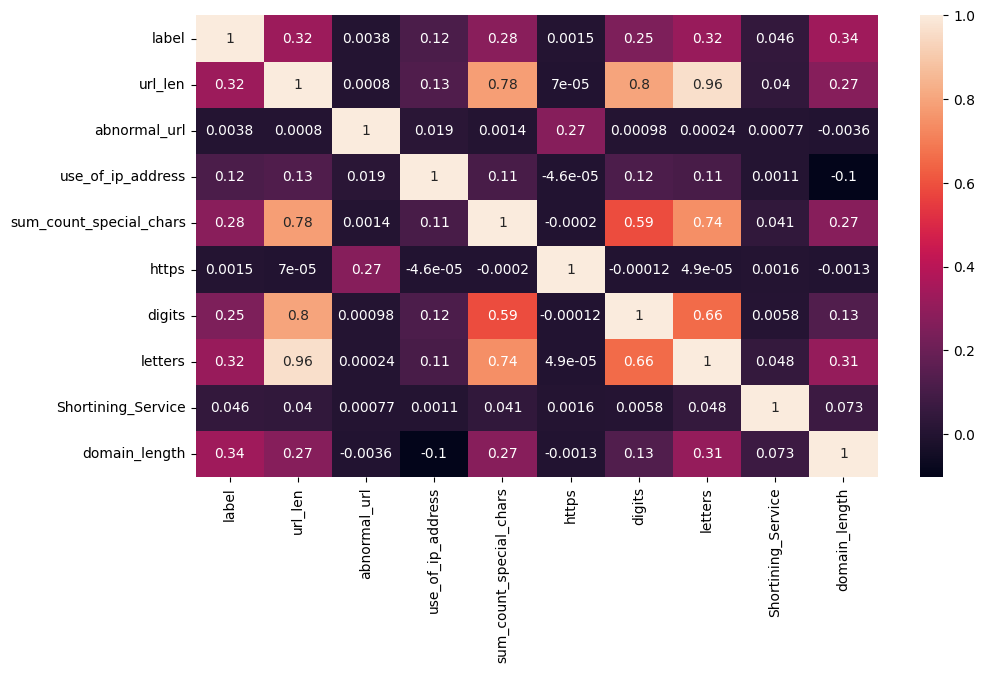 label 1 0.32 0.0038 0.12 0.28 0.0015 0.25 0.32 0.046 0.34
url_len 0.32 1 0.0008 0.13 0.78 7e-05 0.8 0.96 0.04 0.27
abnormal_url 0.0038 0.0008 1 0.019 0.0014 0.27 0.00098 0.00024 0.00077 -0.0036
use_of_ip_address 0.12 0.13 0.019 1 0.11 -4.6e-05 0.12 0.11 0.0011 -0.1
sum_count_special_chars 0.28 0.78 0.0014 0.11 1 -0.0002 0.59 0.74 0.041 0.27
https 0.0015 7e-05 0.27 -4.6e-05 -0.0002 1 -0.00012 4.9e-05 0.0016 -0.0013
digits 0.25 0.8 0.00098 0.12 0.59 -0.00012 1 0.66 0.0058 0.13
letters 0.32 0.96 0.00024 0.11 0.74 4.9e-05 0.66 1 0.048 0.31
Shortining_Service 0.046 0.04 0.00077 0.0011 0.041 0.0016 0.0058 0.048 1 0.073
domain_length 0.34 0.27 -0.0036 -0.1 0.27 -0.0013 0.13 0.31 0.073 1
label
url_len
abnormal_url
use_of_ip_address
sum_count_special_chars
https
digits
letters
Shortining_Service
domain_length
1.0
0.8
0.6
0.4
0.2
0.0